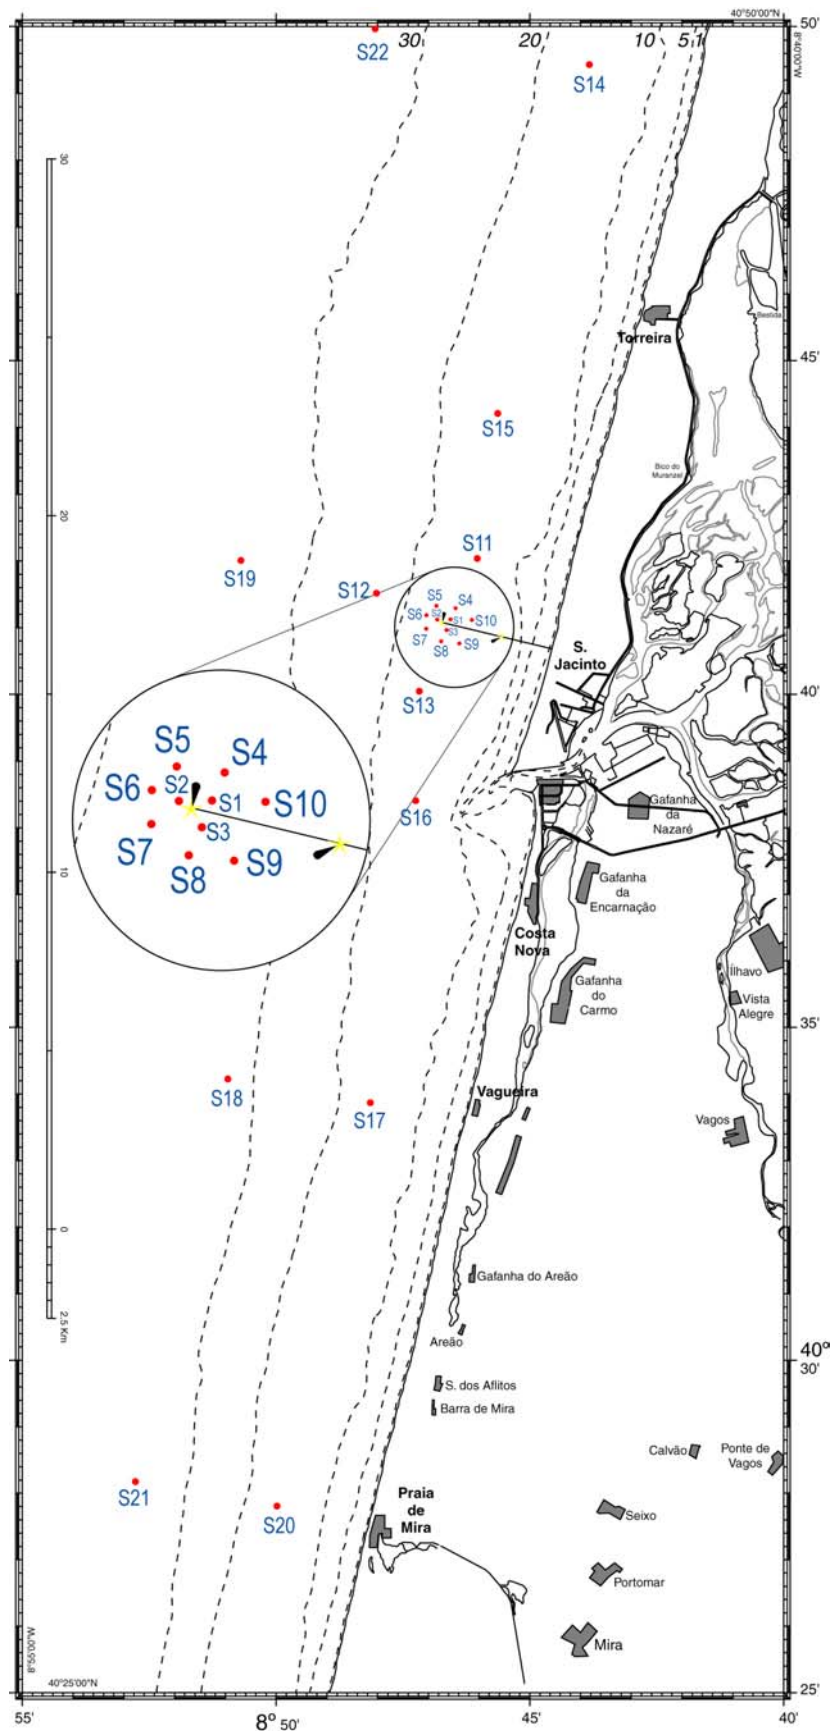 40°50'00"N
50'
8°40'00"W
30
20
10
5
1
S22
S14
30
Bestida
Torreira
45'
S15
Bico do
Muranzel
20
S11
S19
S12
S5
S4
S6
S2
S1
S10
S7
S3
S8
S9
S.
Jacinto
40'
S13
S5
S4
S6
S2
S1
S10
S3
S7
S8
S9
S16
Gafanha
da
Nazaré
10
Gafanha
da
Encarnação
Costa
Nova
Ílhavo
Gafanha
do
Carmo
Vista
Alegre
35'
S18
S17
Vagueira
Vagos
0
Gafanha do Areão
2.5 Km
Areão
40º
30'
S. dos Aflitos
Barra de Mira
Calvão
Ponte de
Vagos
S21
S20
Praia
de
Mira
Seixo
Portomar
Mira
8°55'00"W
40°25'00"N
25'
55'
8° 50'
45'
40'